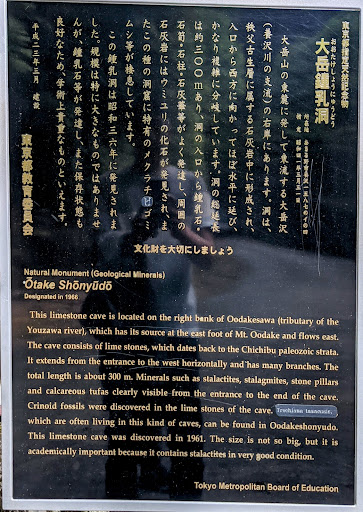 東京都指定天然記念物
大岳鍾乳洞
大岳山の東麓に発して東流する大岳沢
(養沢川の支流)の右岸にあります。洞は、
秩父古生層に属する石灰岩中に形成され、
入口から西方に向かってほぼ水平に延び、
かなり複雑に分岐しています。洞の総延長
は約三〇〇mあり、洞の入口から鍾乳石・
石筍・石柱・石灰華等がよく発達し、周囲の
石灰岩にはウミユリの化石が発見されま
た。この種の洞窟に特有のメクラチビゴミ
ムシ等が棲息しています。
この鍾乳洞は昭和三六年に発見されま
した。規模は特に大きなものではありませ
んが、鍾乳石等が発達し、また保存状態も
良好なため、学術上貴重なものといえます。
平成二三年三月 建設
東京都教育委員会
文化財を大切にしましょう
Natural Monument (Geological Minerals)
Ōtake Shōnyūdō
Designated in 1966
This limestone cave is located on the right bank of Oodakesawa (tributary of the
Youzawa river), which has its source at the east foot of Mt. Oodake and flows east.
The cave consists of lime stones, which dates back to the Chichibu paleozoic strata.
It extends from the entrance to the west horizontally and has many branches. The
total length is about 300 m. Minerals such as stalactites, stalagmites, stone pillars
and calcareous tufas clearly visible from the entrance to the end of the cave.
Crinoid fossils were discovered in the lime stones of the cave.
which are often living in this kind of caves, can be found in Oodakeshonyudo.
This limestone cave was discovered in 1961. The size is not so big, but it is
academically important because it contains stalactites in very good condition.
Tokyo Metropolitan Board of Education